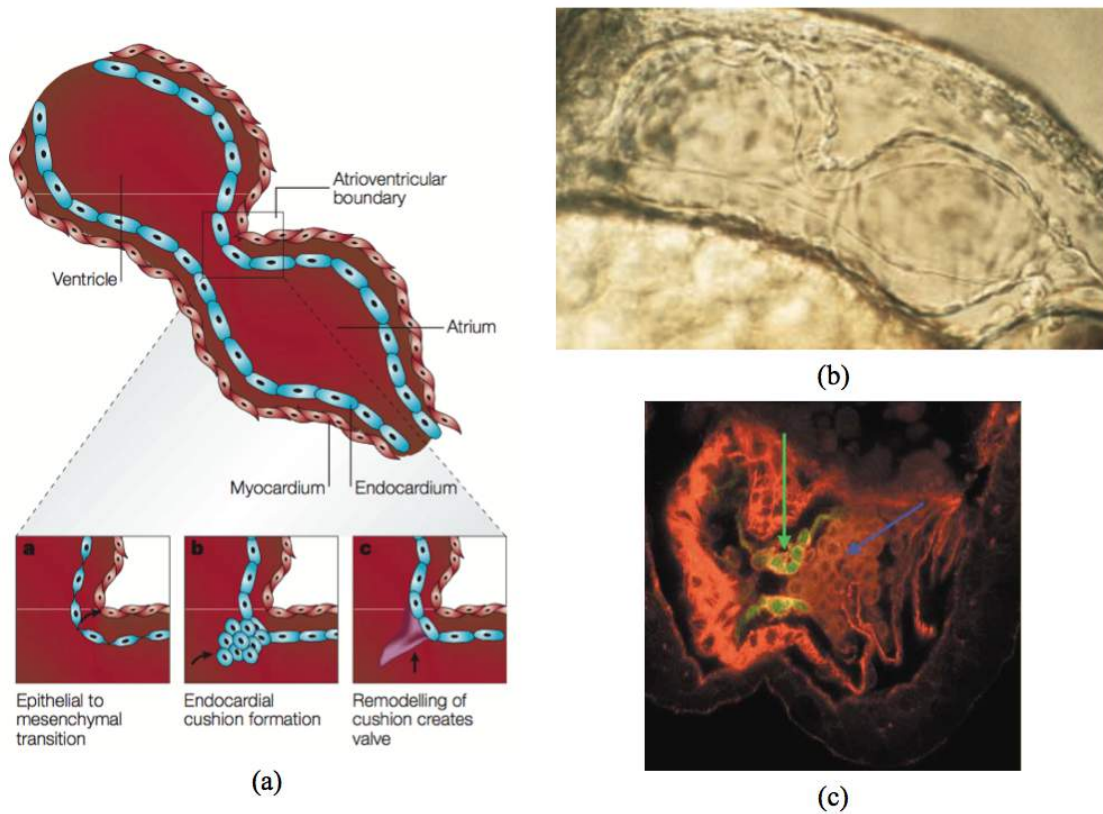 Atrioventricular
boundary
Ventricle
Atrium
Myocardium
Endocardium
a
b
c
Epithelial to
mesenchymal
transition
Endocardial
cushion formation
Remodelling of
cushion creates
valve
(a)
(b)
(c)